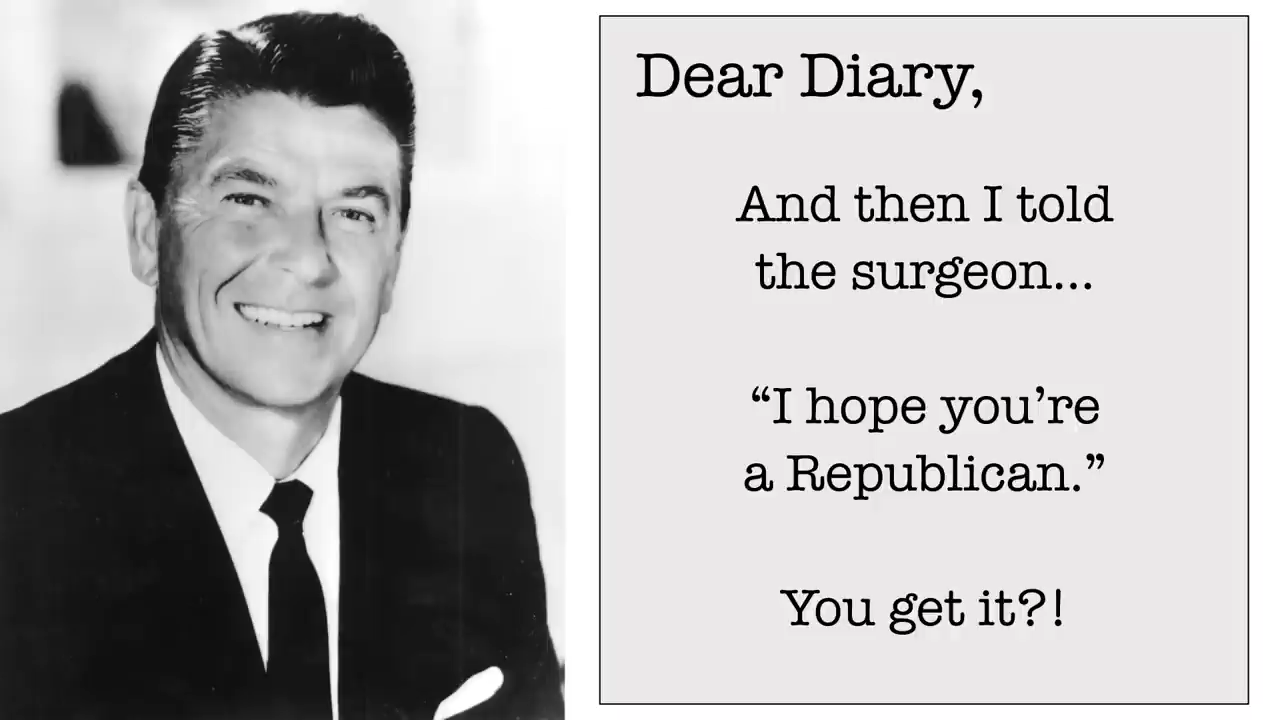 Dear Diary,
And then I told
the surgeon...
“I hope you’re
a Republican.”
You get it?!